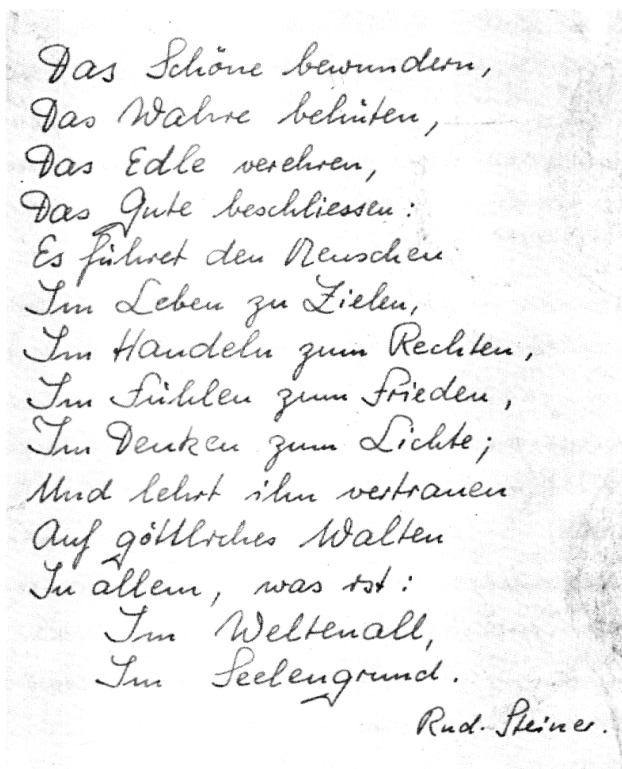 Das Schöne bewundern,
Das Wahre behüten,
Das Edle verehren,
Das Gute beschliessen:
Es führet den Menschen
Im Leben zu Zielen,
Im Handeln zum Rechten,
Im Fühlen zum Frieden,
Im Denken zum Lichte;
Und lehrt ihn vertrauen
Auf göttliches Walten
In allem, was ist:
Im Weltenall,
Im Seelengrund.
Rud. Steiner.